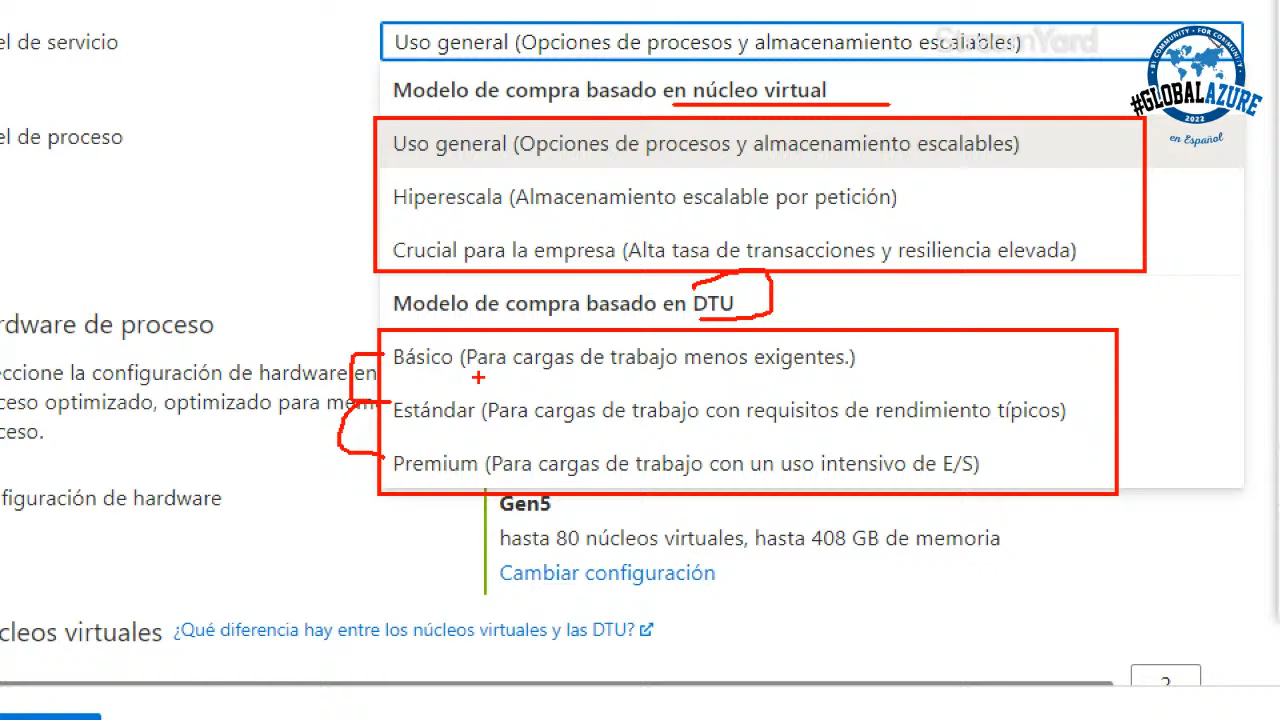 el de servicio
Uso general (Opciones de procesos y almacenamiento escalables)
StreamYard
BY COMMUNITY · FOR COMMUNITY
#GLOBALAZURE
2022
en Español
Modelo de compra basado en núcleo virtual
el de proceso
Uso general (Opciones de procesos y almacenamiento escalables)
Hiperescala (Almacenamiento escalable por petición)
Crucial para la empresa (Alta tasa de transacciones y resiliencia elevada)
Modelo de compra basado en DTU
rdware de proceso
Básico (Para cargas de trabajo menos exigentes.)
eccione la configuración de hardware en
ceso optimizado, optimizado para mem
Estándar (Para cargas de trabajo con requisitos de rendimiento típicos)
ceso.
Premium (Para cargas de trabajo con un uso intensivo de E/S)
figuración de hardware
Gen5
hasta 80 núcleos virtuales, hasta 408 GB de memoria
Cambiar configuración
cleos virtuales ¿Qué diferencia hay entre los núcleos virtuales y las DTU?